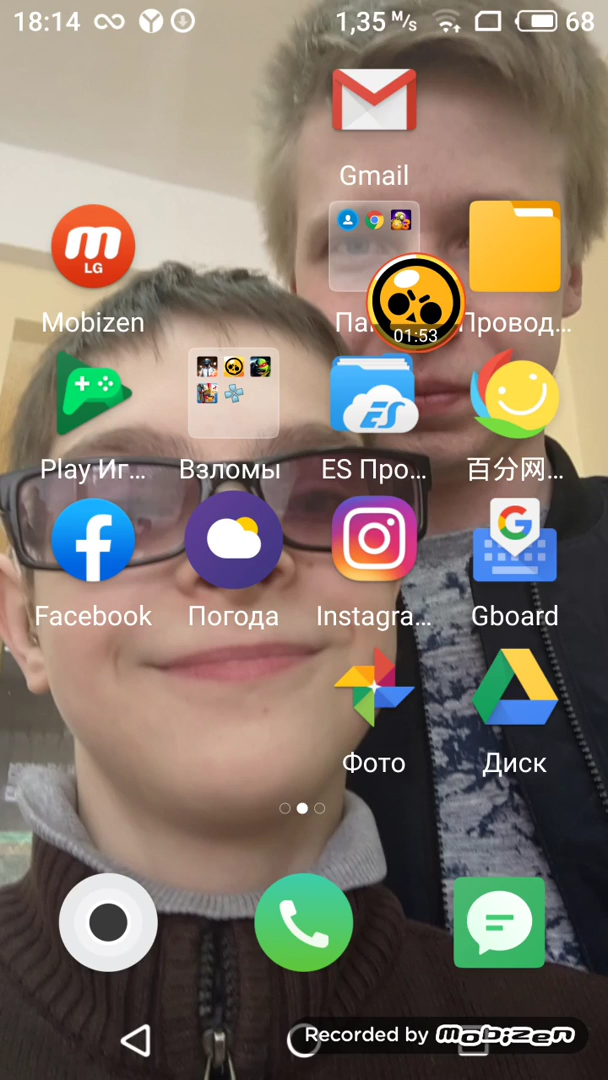 18:14
1,35 M/s
68
Gmail
LG
Mobizen
Па
01:53
Провод...
Play Иг...
Взломы
ES
ES Про...
百分网...
Facebook
Погода
Instagra...
Gboard
Фото
Диск
Recorded by mobizen